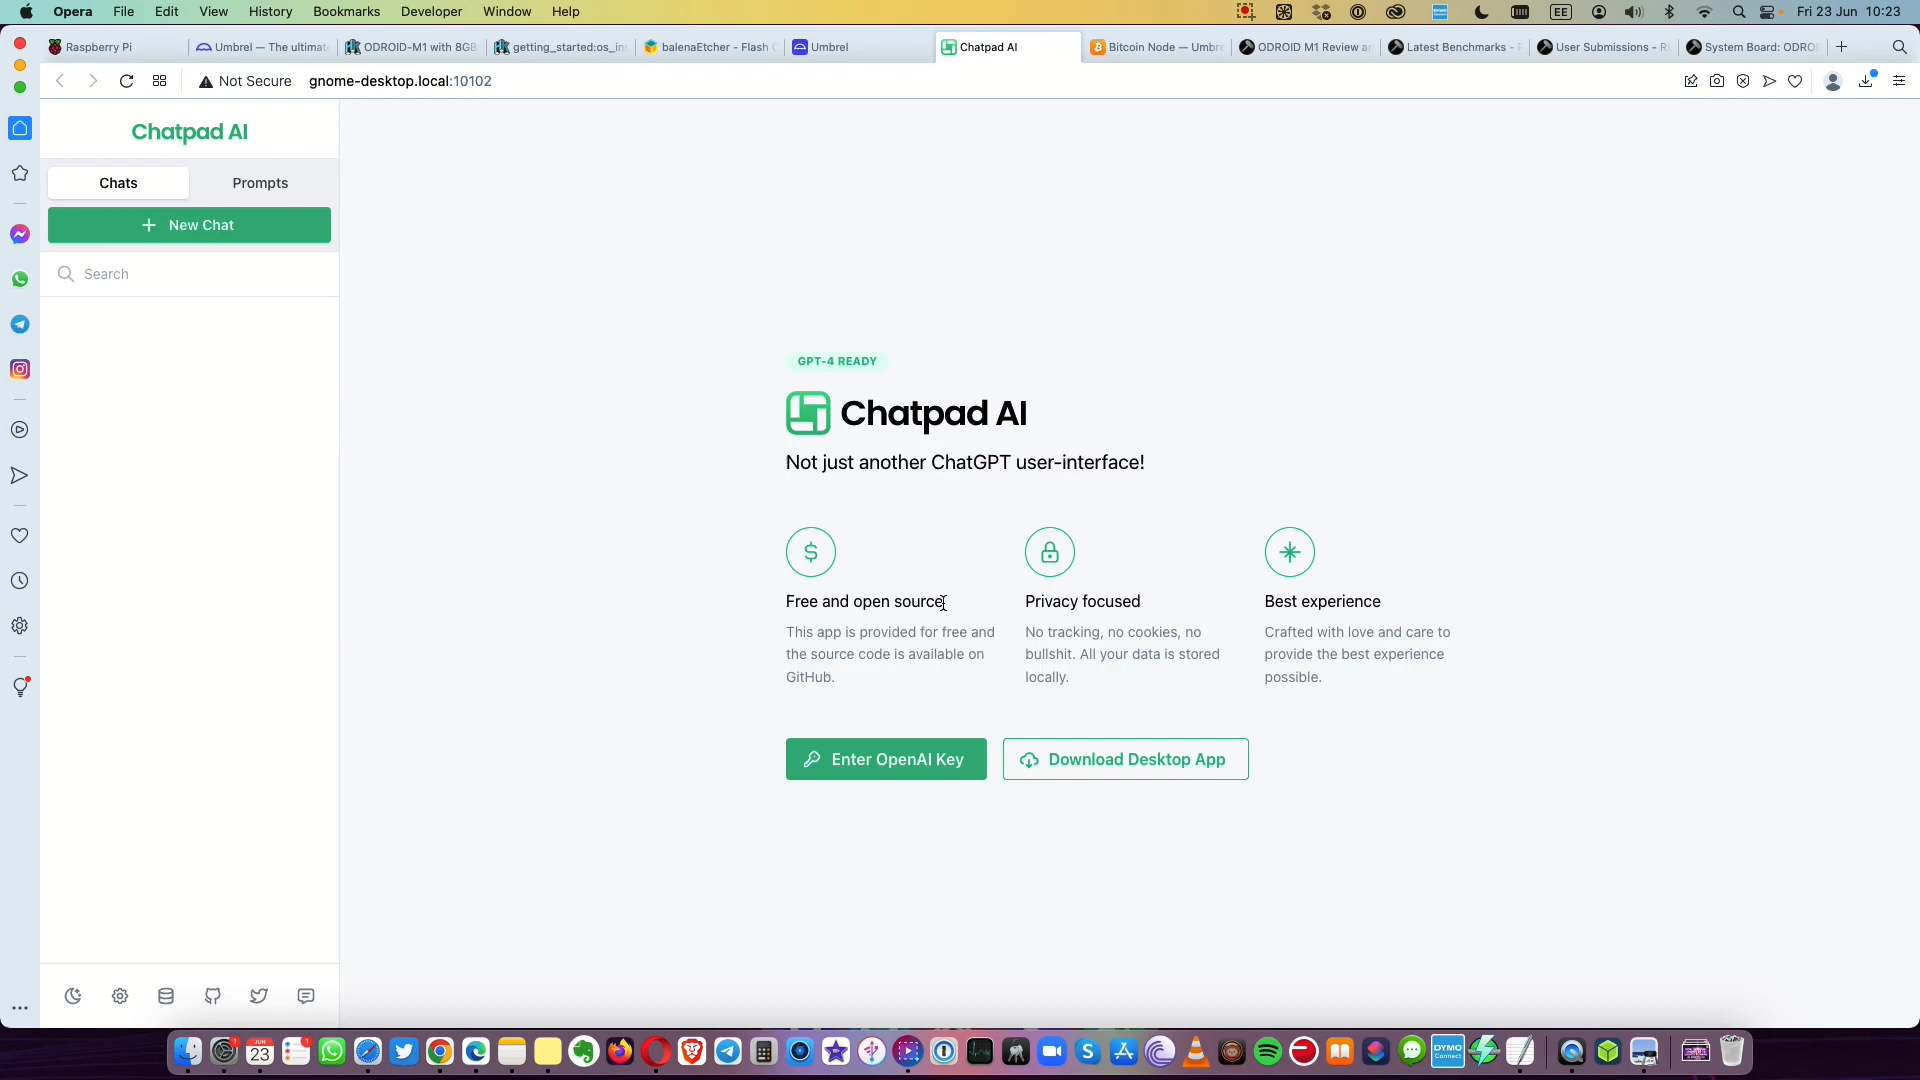 Opera File Edit View History Bookmarks Developer Window Help
EE
Fri 23 Jun 10:23
Raspberry Pi
Umbrel — The ultimat
ODROID-M1 with 8GB
getting_started:os_in
balenaEtcher - Flash
Umbrel
Chatpad AI
Bitcoin Node — Umbr
ODROID M1 Review a
Latest Benchmarks -
User Submissions -
System Board: ODRO
Not Secure gnome-desktop.local:10102
Chatpad AI
Chats
Prompts
New Chat
Search
GPT-4 READY
Chatpad AI
Not just another ChatGPT user-interface!
Free and open source
This app is provided for free and
the source code is available on
GitHub.
Privacy focused
No tracking, no cookies, no
bullshit. All your data is stored
locally.
Best experience
Crafted with love and care to
provide the best experience
possible.
Enter OpenAI Key
Download Desktop App
JUN
23
DYMO
Connect